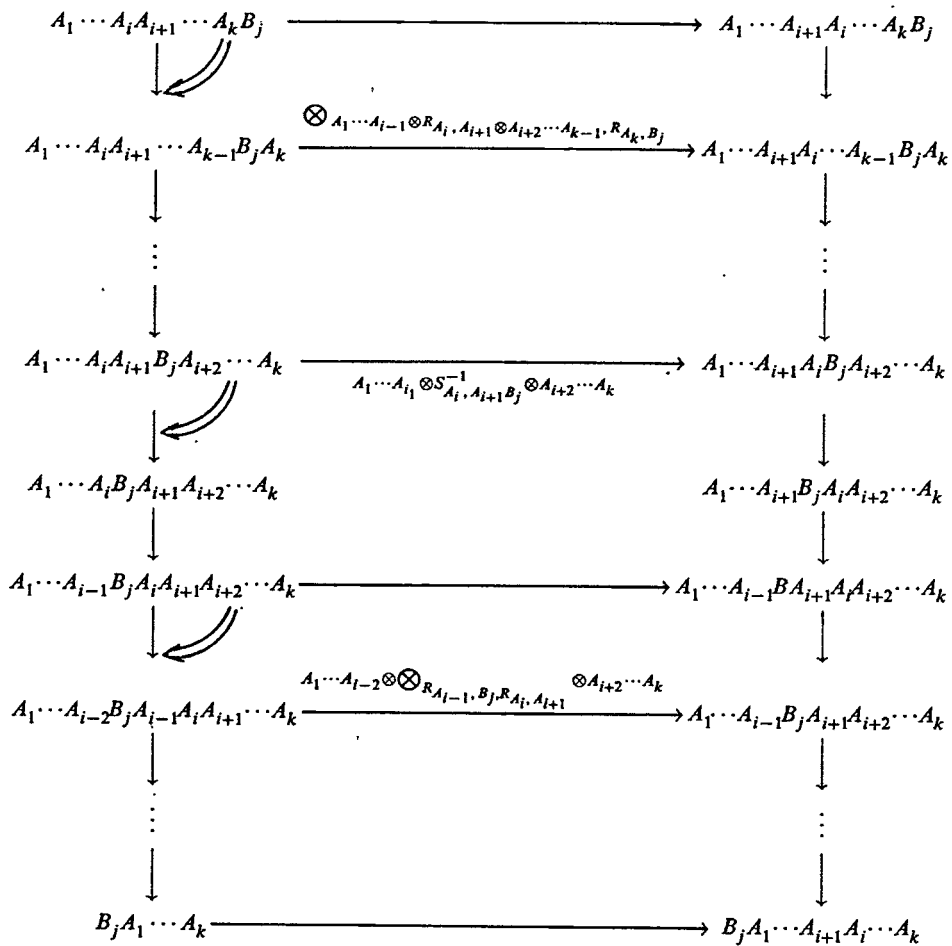 A_1 ⋯ A_i A_{i+1} ⋯ A_k B_j A_1 ⋯ A_{i+1} A_i ⋯ A_k B_j
⊗_{A_1⋯A_{i−1} ⊗ R_{A_i, A_{i+1}} ⊗ A_{i+2}⋯A_{k−1}, R_{A_k, B_j}}
A_1 ⋯ A_i A_{i+1} ⋯ A_{k−1} B_j A_k A_1 ⋯ A_{i+1} A_i ⋯ A_{k−1} B_j A_k
⋮ ⋮
A_1 ⋯ A_i A_{i+1} B_j A_{i+2} ⋯ A_k A_1 ⋯ A_{i+1} A_i B_j A_{i+2} ⋯ A_k
A_1⋯A_{i_1} ⊗ S^{−1}_{A_i, A_{i+1} B_j} ⊗ A_{i+2}⋯A_k
A_1 ⋯ A_i B_j A_{i+1} A_{i+2} ⋯ A_k A_1 ⋯ A_{i+1} B_j A_i A_{i+2} ⋯ A_k
A_1 ⋯ A_{i−1} B_j A_i A_{i+1} A_{i+2} ⋯ A_k A_1 ⋯ A_{i−1} B A_{i+1} A_i A_{i+2} ⋯ A_k
A_1⋯A_{i−2} ⊗ ⊗_{R_{A_{i−1}, B_j}, R_{A_i, A_{i+1}}} ⊗ A_{i+2}⋯A_k
A_1 ⋯ A_{i−2} B_j A_{i−1} A_i A_{i+1} ⋯ A_k A_1 ⋯ A_{i−1} B_j A_{i+1} A_{i+2} ⋯ A_k
⋮ ⋮
B_j A_1 ⋯ A_k B_j A_1 ⋯ A_{i+1} A_i ⋯ A_k